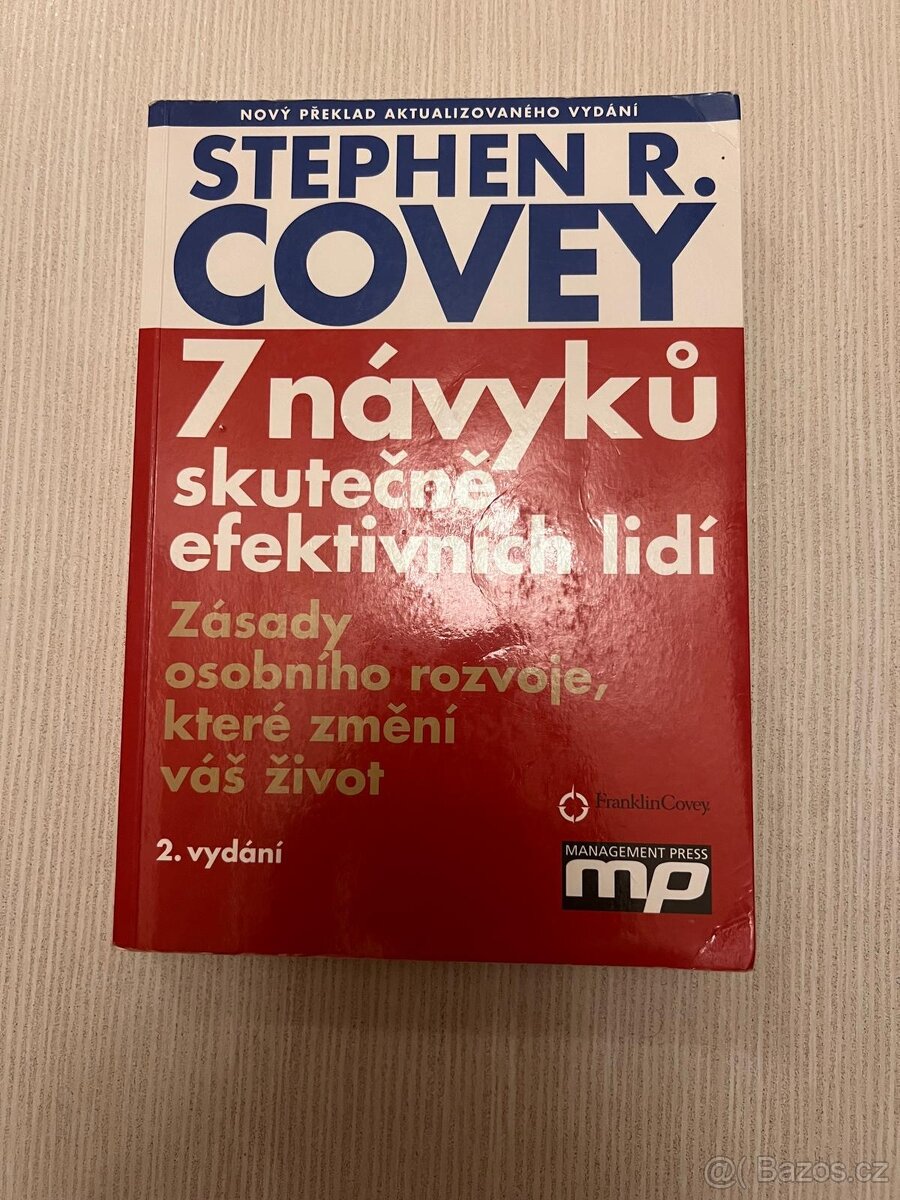 NOVÝ PŘEKLAD AKTUALIZOVANÉHO VYDÁNÍ
STEPHEN R.
COVEY
7 návyků
skutečně
efektivních lidí
Zásady
osobního rozvoje,
které změní
váš život
FranklinCovey
2. vydání
MANAGEMENT PRESS
mp
@( Bazos.cz